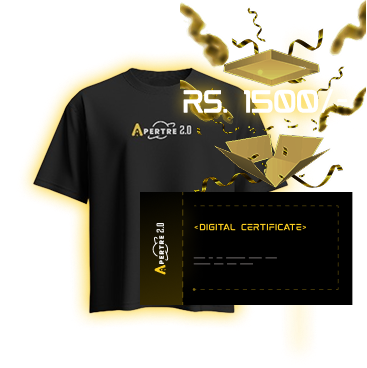 RS. 1500/
APERTRE 2.0
<DIGITAL CERTIFICATE>
APERTRE 2.0